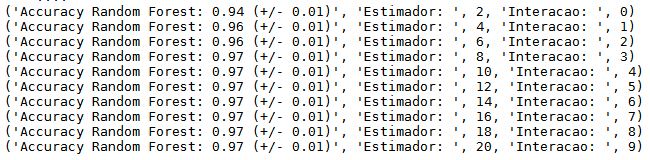 ('Accuracy Random Forest: 0.94 (+/- 0.01)', 'Estimador: ', 2, 'Interacao: ', 0)
('Accuracy Random Forest: 0.96 (+/- 0.01)', 'Estimador: ', 4, 'Interacao: ', 1)
('Accuracy Random Forest: 0.96 (+/- 0.01)', 'Estimador: ', 6, 'Interacao: ', 2)
('Accuracy Random Forest: 0.97 (+/- 0.01)', 'Estimador: ', 8, 'Interacao: ', 3)
('Accuracy Random Forest: 0.97 (+/- 0.01)', 'Estimador: ', 10, 'Interacao: ', 4)
('Accuracy Random Forest: 0.97 (+/- 0.01)', 'Estimador: ', 12, 'Interacao: ', 5)
('Accuracy Random Forest: 0.97 (+/- 0.01)', 'Estimador: ', 14, 'Interacao: ', 6)
('Accuracy Random Forest: 0.97 (+/- 0.01)', 'Estimador: ', 16, 'Interacao: ', 7)
('Accuracy Random Forest: 0.97 (+/- 0.01)', 'Estimador: ', 18, 'Interacao: ', 8)
('Accuracy Random Forest: 0.97 (+/- 0.01)', 'Estimador: ', 20, 'Interacao: ', 9)